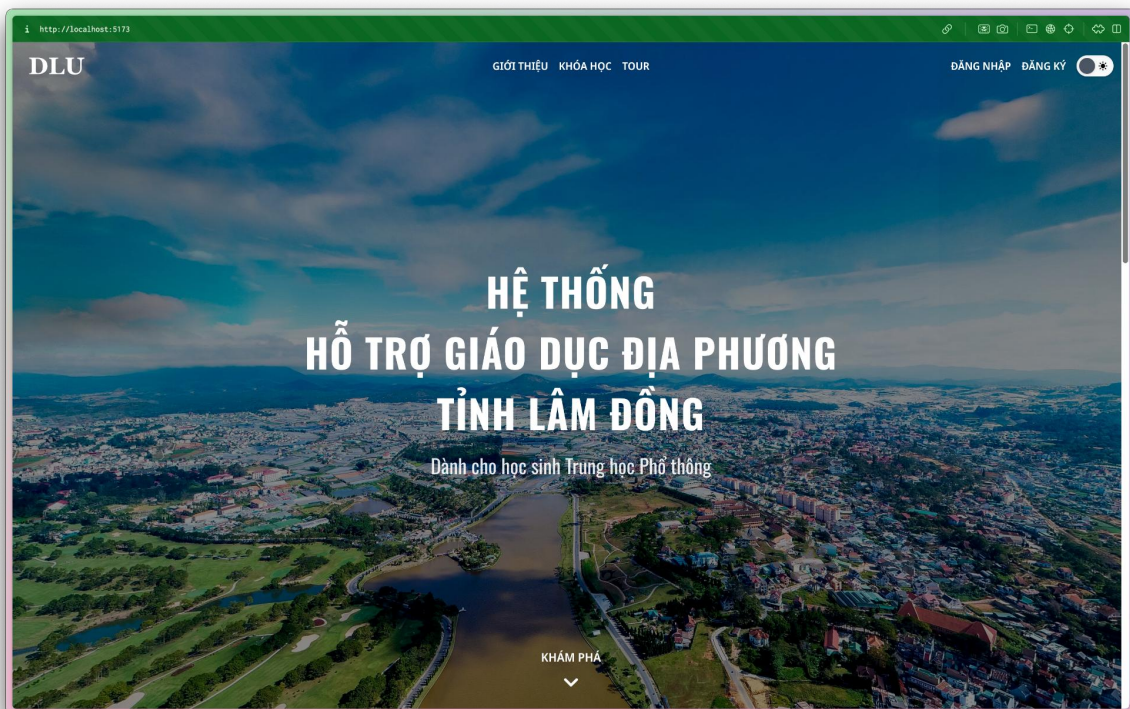 http://localhost:5173
DLU
GIỚI THIỆU KHÓA HỌC TOUR
ĐĂNG NHẬP ĐĂNG KÝ
HỆ THỐNG
HỖ TRỢ GIÁO DỤC ĐỊA PHƯƠNG
TỈNH LÂM ĐỒNG
Dành cho học sinh Trung học Phổ thông
KHÁM PHÁ